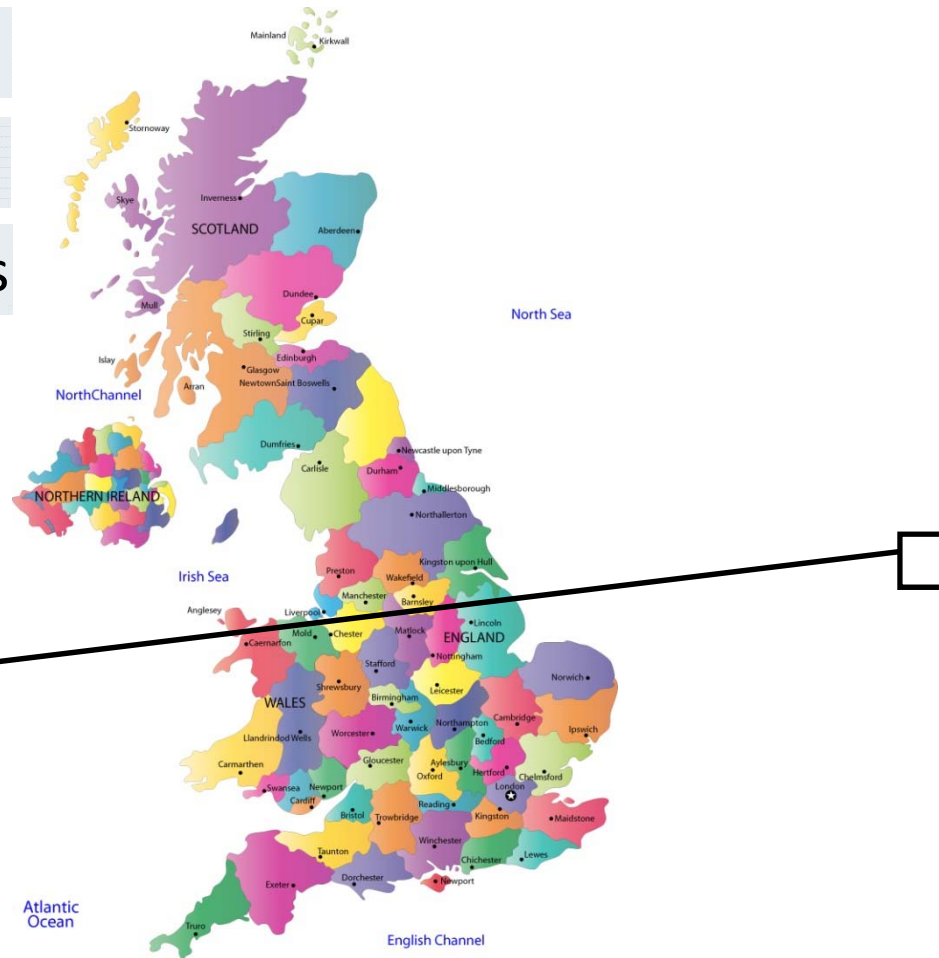 Mainland
Kirkwall
Stornoway
Skye
Inverness
SCOTLAND
Aberdeen
s
Mull
Dundee
Cupar
North Sea
Stirling
Edinburgh
Islay
Glasgow
Arran
NewtownSaint Boswells
NorthChannel
Dumfries
Newcastle upon Tyne
Carlisle
Durham
Middlesborough
NORTHERN IRELAND
Northallerton
Irish Sea
Preston
Kingston upon Hull
Wakefield
Manchester
Barnsley
Anglesey
Liverpool
Lincoln
Caernarfon
Mold
Chester
Matlock
ENGLAND
Nottingham
Stafford
Norwich
Shrewsbury
Leicester
Birmingham
WALES
Cambridge
Llandrindod Wells
Worcester
Warwick
Northampton
Ipswich
Bedford
Carmarthen
Gloucester
Aylesbury
Oxford
Hertford
Chelmsford
Swansea
Newport
London
Cardiff
Reading
Bristol
Trowbridge
Kingston
Maidstone
Winchester
Taunton
Chichester
Lewes
Exeter
Dorchester
Newport
Atlantic
Ocean
Truro
English Channel